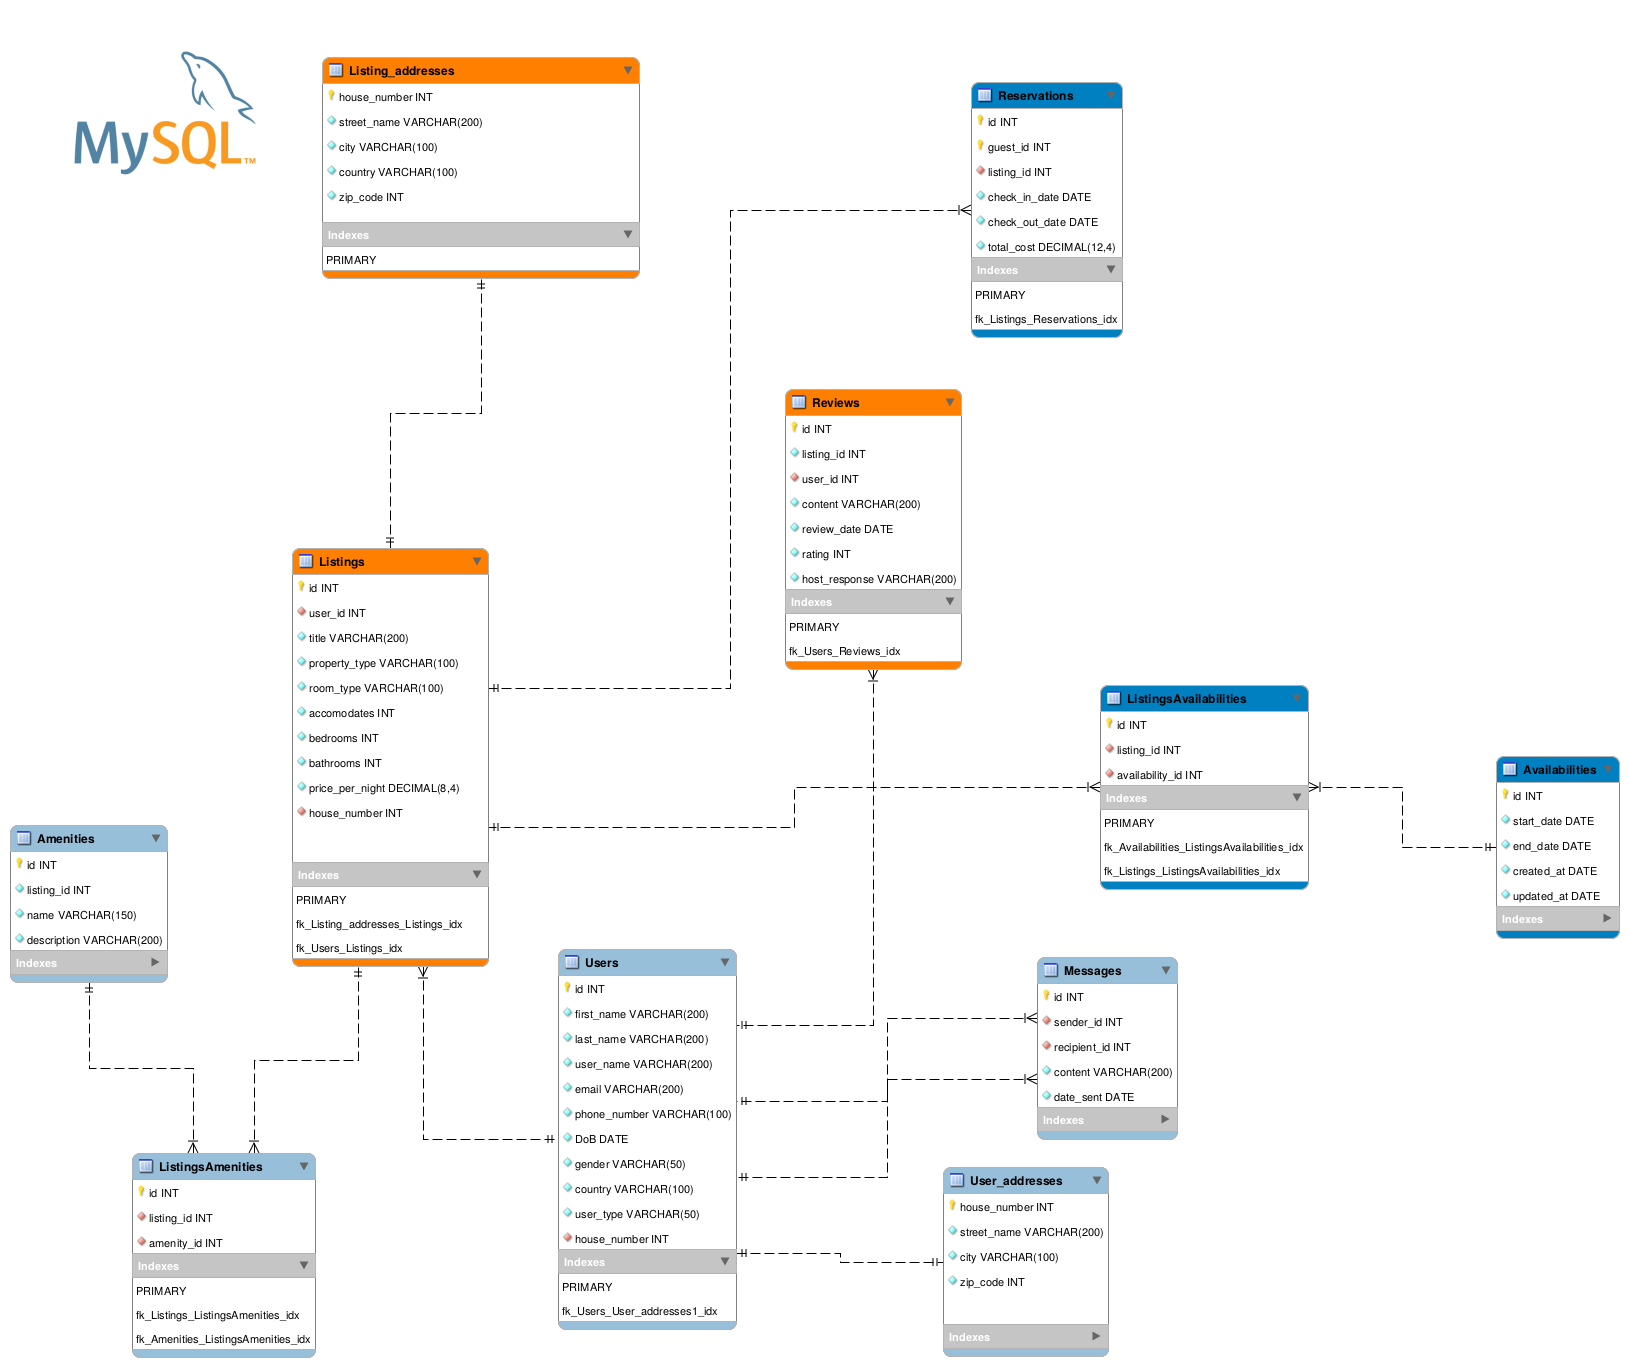 MySQL™
Listing_addresses
house_number INT
street_name VARCHAR(200)
city VARCHAR(100)
country VARCHAR(100)
zip_code INT
Indexes
PRIMARY
Reservations
id INT
guest_id INT
listing_id INT
check_in_date DATE
check_out_date DATE
total_cost DECIMAL(12,4)
Indexes
PRIMARY
fk_Listings_Reservations_idx
Reviews
id INT
listing_id INT
user_id INT
content VARCHAR(200)
review_date DATE
rating INT
host_response VARCHAR(200)
Indexes
PRIMARY
fk_Users_Reviews_idx
Listings
id INT
user_id INT
title VARCHAR(200)
property_type VARCHAR(100)
room_type VARCHAR(100)
accomodates INT
bedrooms INT
bathrooms INT
price_per_night DECIMAL(8,4)
house_number INT
Indexes
PRIMARY
fk_Listing_addresses_Listings_idx
fk_Users_Listings_idx
ListingsAvailabilities
id INT
listing_id INT
availability_id INT
Indexes
PRIMARY
fk_Availabilities_ListingsAvailabilities_idx
fk_Listings_ListingsAvailabilities_idx
Availabilities
id INT
start_date DATE
end_date DATE
created_at DATE
updated_at DATE
Indexes
Amenities
id INT
listing_id INT
name VARCHAR(150)
description VARCHAR(200)
Indexes
Users
id INT
first_name VARCHAR(200)
last_name VARCHAR(200)
user_name VARCHAR(200)
email VARCHAR(200)
phone_number VARCHAR(100)
DoB DATE
gender VARCHAR(50)
country VARCHAR(100)
user_type VARCHAR(50)
house_number INT
Indexes
PRIMARY
fk_Users_User_addresses1_idx
Messages
id INT
sender_id INT
recipient_id INT
content VARCHAR(200)
date_sent DATE
Indexes
ListingsAmenities
id INT
listing_id INT
amenity_id INT
Indexes
PRIMARY
fk_Listings_ListingsAmenities_idx
fk_Amenities_ListingsAmenities_idx
User_addresses
house_number INT
street_name VARCHAR(200)
city VARCHAR(100)
zip_code INT
Indexes